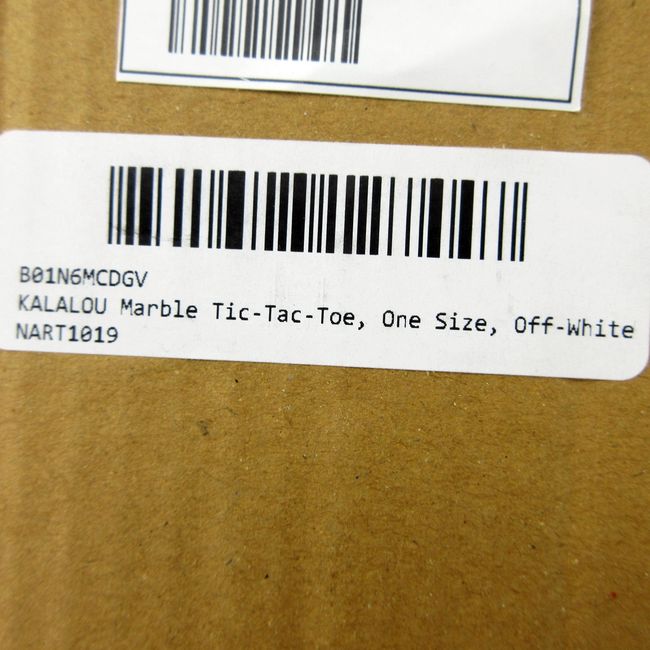 B01N6MCDGV
KALALOU Marble Tic-Tac-Toe, One Size, Off-White
NART1019